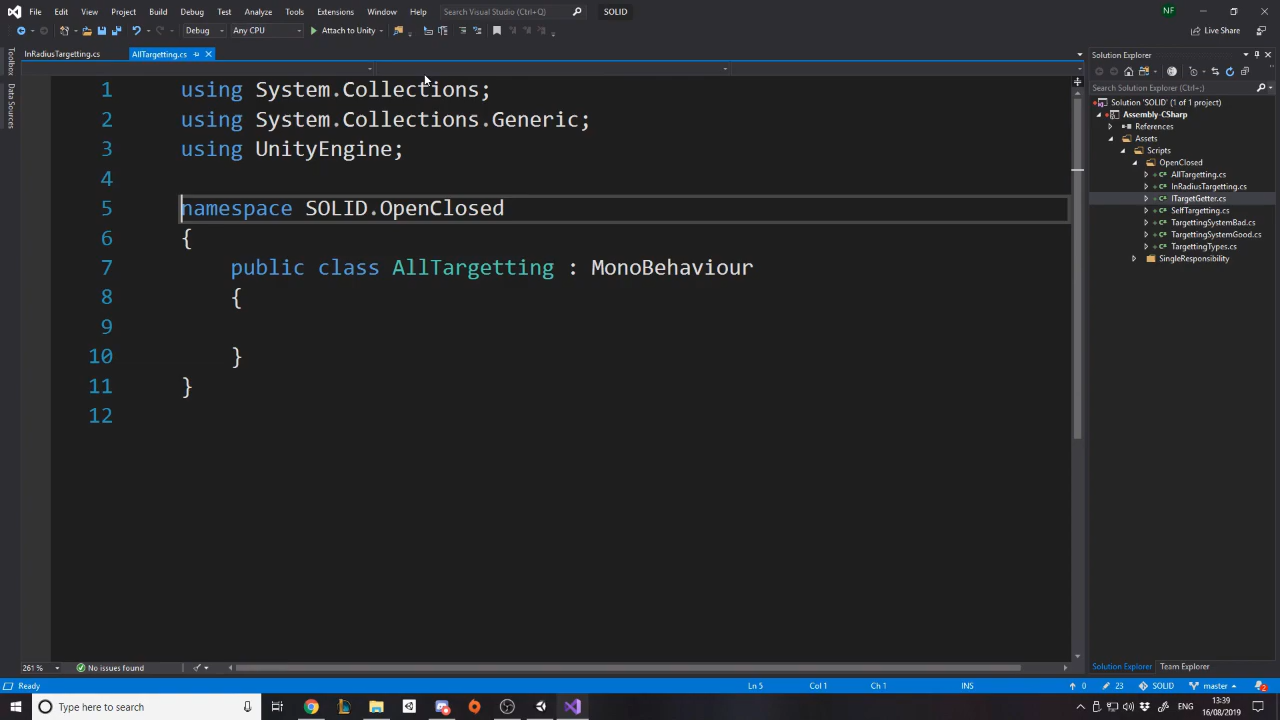 File Edit View Project Build Debug Test Analyze Tools Extensions Window Help Search Visual Studio (Ctrl+Q) SOLID NF
Debug Any CPU Attach to Unity Live Share
InRadiusTargetting.cs AllTargetting.cs
Toolbox
Data Sources
1 using System.Collections;
2 using System.Collections.Generic;
3 using UnityEngine;
4
5 namespace SOLID.OpenClosed
6 {
7 public class AllTargetting : MonoBehaviour
8 {
9
10 }
11 }
12
Solution Explorer
Search Solution Explorer (Ctrl+;)
Solution 'SOLID' (1 of 1 project)
Assembly-CSharp
References
Assets
Scripts
OpenClosed
AllTargetting.cs
InRadiusTargetting.cs
ITargetGetter.cs
SelfTargetting.cs
TargettingSystemBad.cs
TargettingSystemGood.cs
TargettingTypes.cs
SingleResponsibility
261 % No issues found
Solution Explorer Team Explorer
Ready Ln 5 Col 1 Ch 1 INS 0 23 SOLID master 2
Type here to search ENG 13:39
16/08/2019